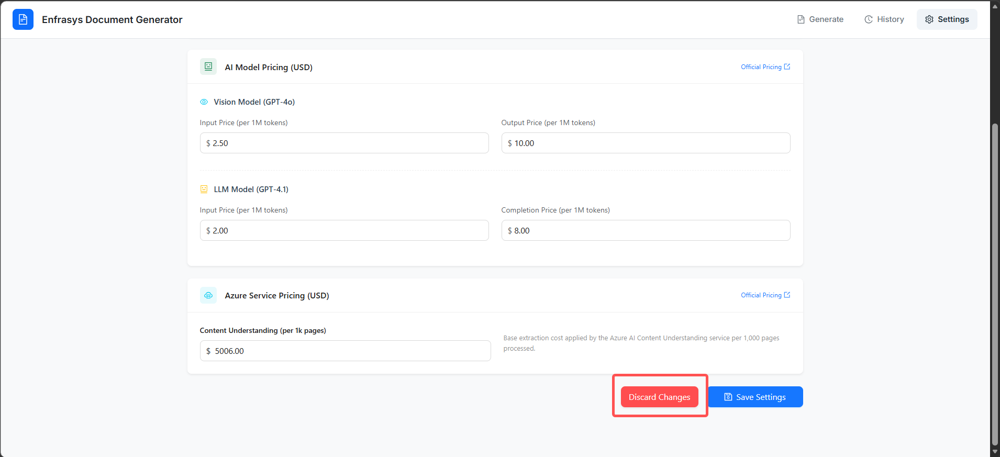 Enfrasys Document Generator
Generate
History
Settings
AI Model Pricing (USD)
Official Pricing
Vision Model (GPT-4o)
Input Price (per 1M tokens)
Output Price (per 1M tokens)
$ 2.50
$ 10.00
LLM Model (GPT-4.1)
Input Price (per 1M tokens)
Completion Price (per 1M tokens)
$ 2.00
$ 8.00
Azure Service Pricing (USD)
Official Pricing
Content Understanding (per 1k pages)
$ 5006.00
Base extraction cost applied by the Azure AI Content Understanding service per 1,000 pages
processed.
Discard Changes
Save Settings